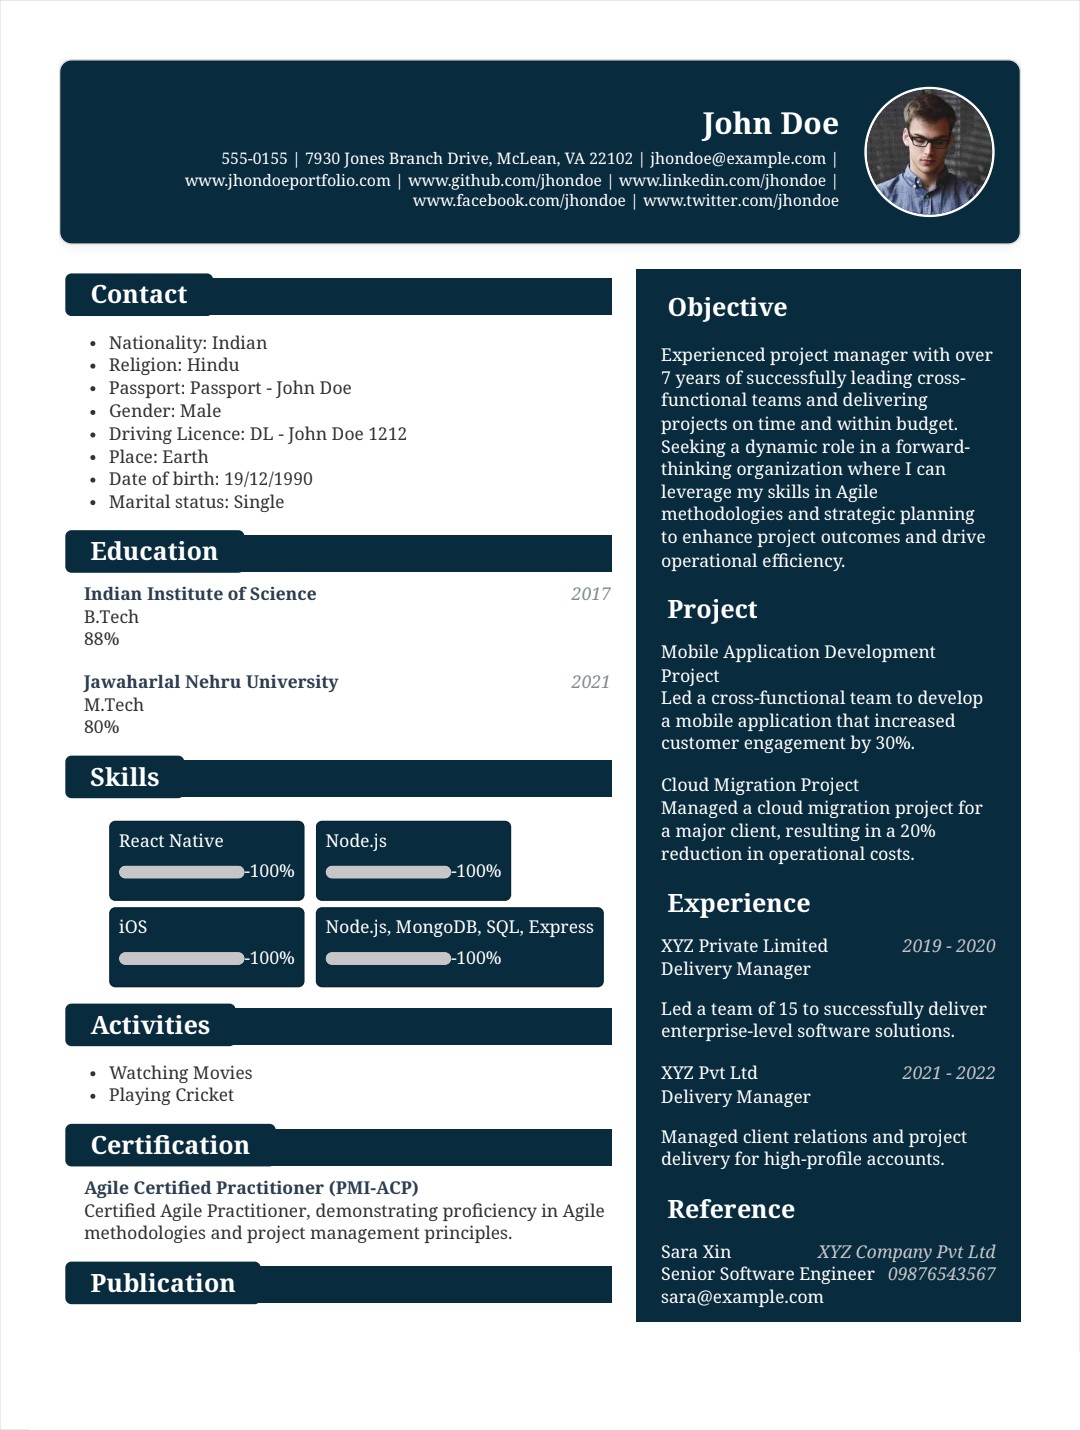 John Doe
555-0155 | 7930 Jones Branch Drive, McLean, VA 22102 | jhondoe@example.com |
www.jhondoeportfolio.com | www.github.com/jhondoe | www.linkedin.com/jhondoe |
www.facebook.com/jhondoe | www.twitter.com/jhondoe
Contact
• Nationality: Indian
• Religion: Hindu
• Passport: Passport - John Doe
• Gender: Male
• Driving Licence: DL - John Doe 1212
• Place: Earth
• Date of birth: 19/12/1990
• Marital status: Single
Education
Indian Institute of Science 2017
B.Tech
88%
Jawaharlal Nehru University 2021
M.Tech
80%
Skills
React Native
-100%
Node.js
-100%
iOS
-100%
Node.js, MongoDB, SQL, Express
-100%
Activities
• Watching Movies
• Playing Cricket
Certification
Agile Certified Practitioner (PMI-ACP)
Certified Agile Practitioner, demonstrating proficiency in Agile
methodologies and project management principles.
Publication
Objective
Experienced project manager with over
7 years of successfully leading cross-
functional teams and delivering
projects on time and within budget.
Seeking a dynamic role in a forward-
thinking organization where I can
leverage my skills in Agile
methodologies and strategic planning
to enhance project outcomes and drive
operational efficiency.
Project
Mobile Application Development
Project
Led a cross-functional team to develop
a mobile application that increased
customer engagement by 30%.
Cloud Migration Project
Managed a cloud migration project for
a major client, resulting in a 20%
reduction in operational costs.
Experience
XYZ Private Limited 2019 - 2020
Delivery Manager
Led a team of 15 to successfully deliver
enterprise-level software solutions.
XYZ Pvt Ltd 2021 - 2022
Delivery Manager
Managed client relations and project
delivery for high-profile accounts.
Reference
Sara Xin XYZ Company Pvt Ltd
Senior Software Engineer 09876543567
sara@example.com